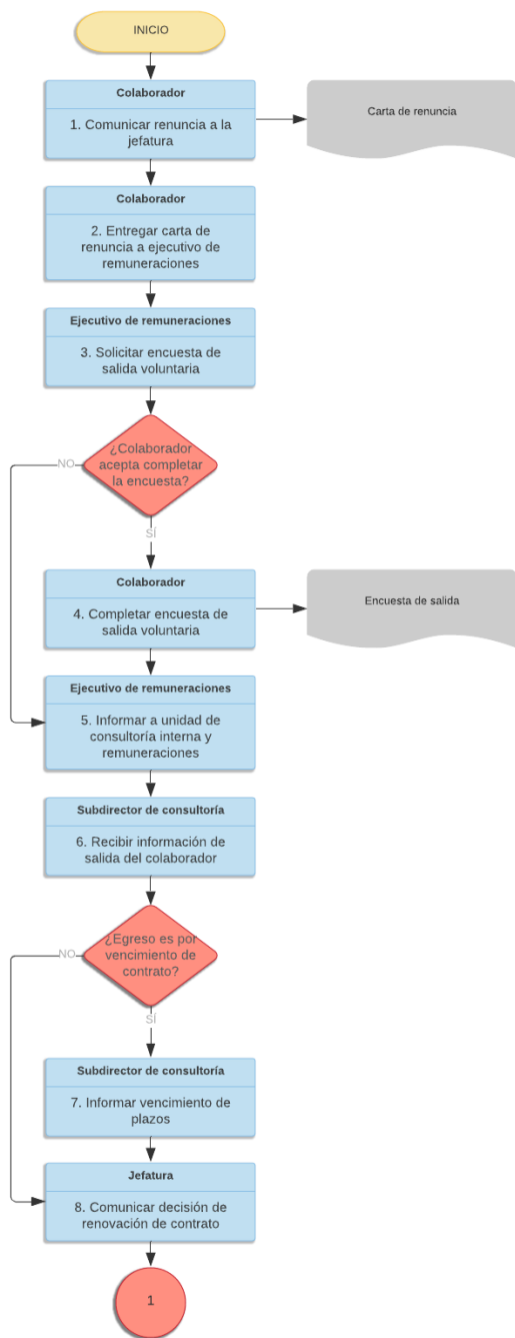 INICIO
Colaborador
1. Comunicar renuncia a la
jefatura
Carta de renuncia
Colaborador
2. Entregar carta de
renuncia a ejecutivo de
remuneraciones
Ejecutivo de remuneraciones
3. Solicitar encuesta de
salida voluntaria
¿Colaborador
acepta completar
la encuesta?
NO
SÍ
Colaborador
4. Completar encuesta de
salida voluntaria
Encuesta de salida
Ejecutivo de remuneraciones
5. Informar a unidad de
consultoría interna y
remuneraciones
Subdirector de consultoría
6. Recibir información de
salida del colaborador
¿Egreso es por
vencimiento de
contrato?
NO
SÍ
Subdirector de consultoría
7. Informar vencimiento de
plazos
Jefatura
8. Comunicar decisión de
renovación de contrato
1